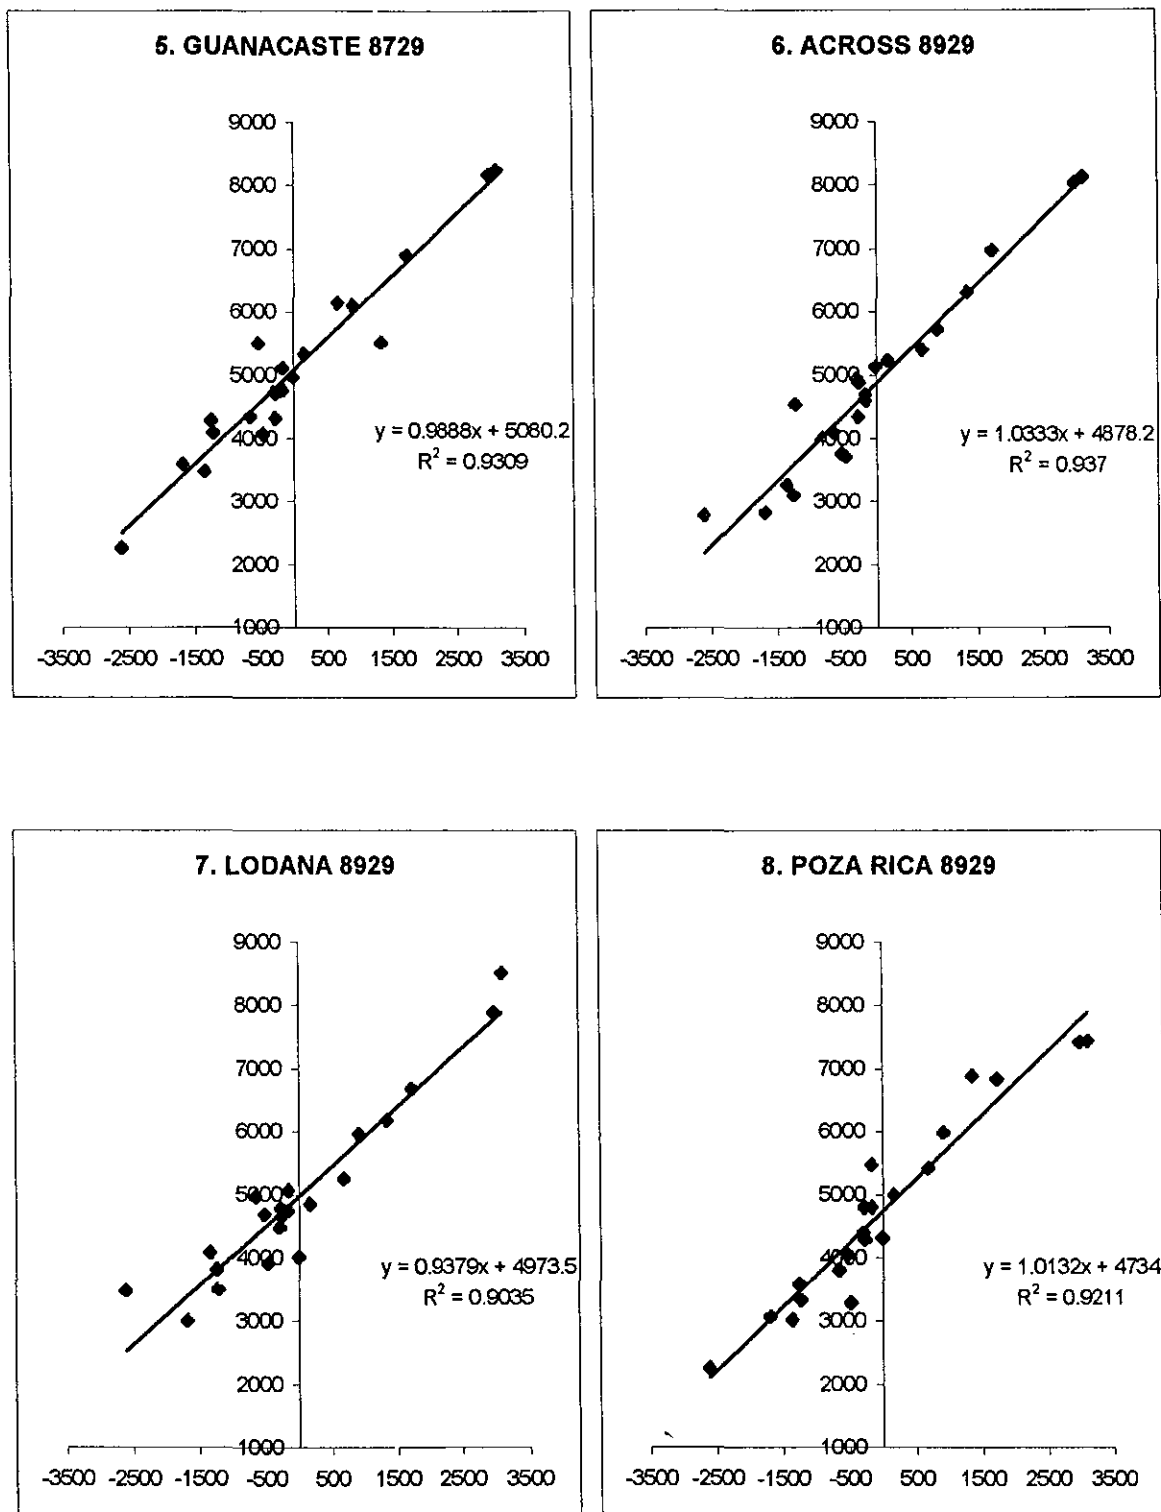 5. GUANACASTE 8729
9000
8000
7000
6000
5000
4000
3000
2000
1000
y = 0.9888x + 5080.2
R² = 0.9309
-3500 -2500 -1500 -500 500 1500 2500 3500
6. ACROSS 8929
9000
8000
7000
6000
5000
4000
3000
2000
1000
y = 1.0333x + 4878.2
R² = 0.937
-3500 -2500 -1500 -500 500 1500 2500 3500
7. LODANA 8929
9000
8000
7000
6000
5000
4000
3000
2000
1000
y = 0.9379x + 4973.5
R² = 0.9035
-3500 -2500 -1500 -500 500 1500 2500 3500
8. POZA RICA 8929
9000
8000
7000
6000
5000
4000
3000
2000
1000
y = 1.0132x + 4734
R² = 0.9211
-3500 -2500 -1500 -500 500 1500 2500 3500